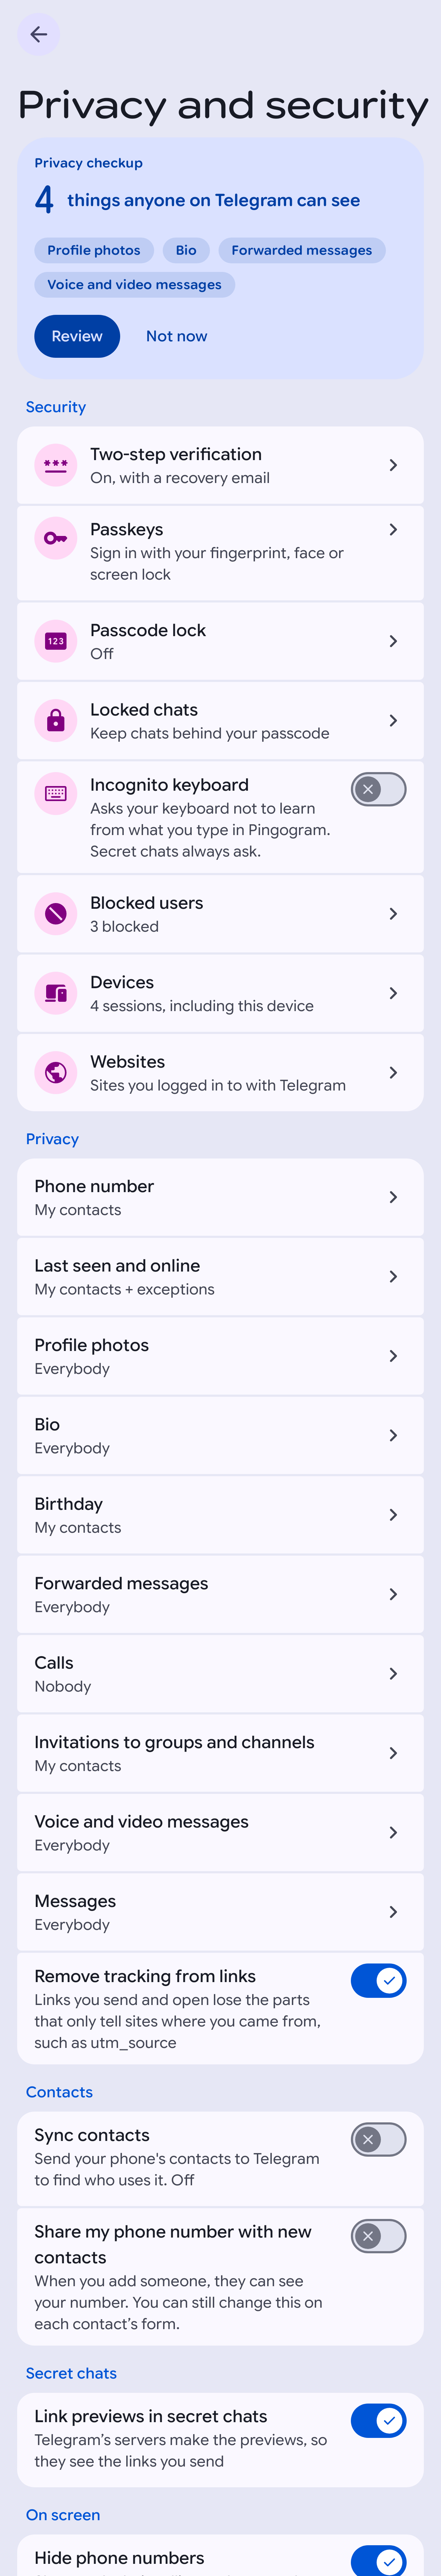 Privacy and security
Privacy checkup
4 things anyone on Telegram can see
Profile photos Bio Forwarded messages
Voice and video messages
Review Not now
Security
Two-step verification
On, with a recovery email
Passkeys
Sign in with your fingerprint, face or
screen lock
123
Passcode lock
Off
Locked chats
Keep chats behind your passcode
Incognito keyboard
Asks your keyboard not to learn
from what you type in Pingogram.
Secret chats always ask.
Blocked users
3 blocked
Devices
4 sessions, including this device
Websites
Sites you logged in to with Telegram
Privacy
Phone number
My contacts
Last seen and online
My contacts + exceptions
Profile photos
Everybody
Bio
Everybody
Birthday
My contacts
Forwarded messages
Everybody
Calls
Nobody
Invitations to groups and channels
My contacts
Voice and video messages
Everybody
Messages
Everybody
Remove tracking from links
Links you send and open lose the parts
that only tell sites where you came from,
such as utm_source
Contacts
Sync contacts
Send your phone's contacts to Telegram
to find who uses it. Off
Share my phone number with new
contacts
When you add someone, they can see
your number. You can still change this on
each contact’s form.
Secret chats
Link previews in secret chats
Telegram’s servers make the previews, so
they see the links you send
On screen
Hide phone numbers